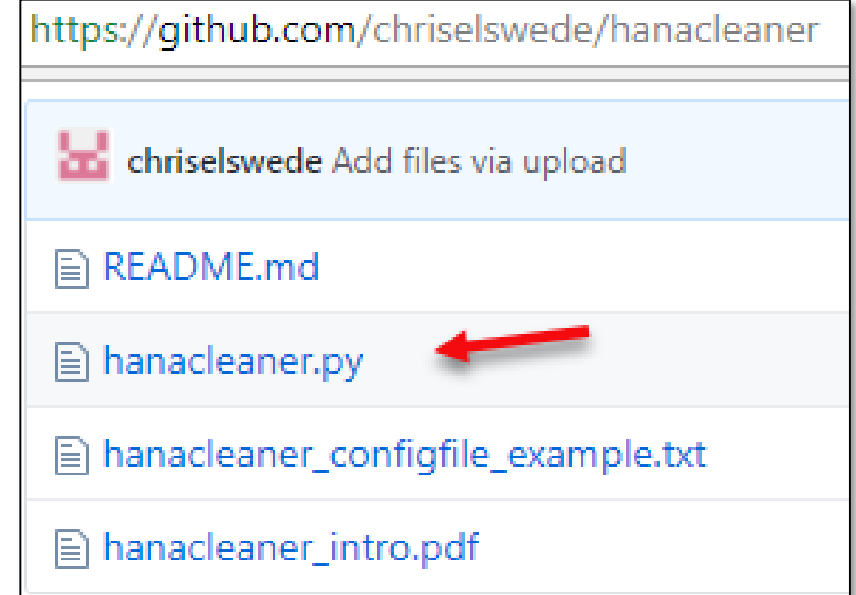 https://github.com/chriselswede/hanacleaner
chriselswede Add files via upload
README.md
hanacleaner.py
hanacleaner_configfile_example.txt
hanacleaner_intro.pdf